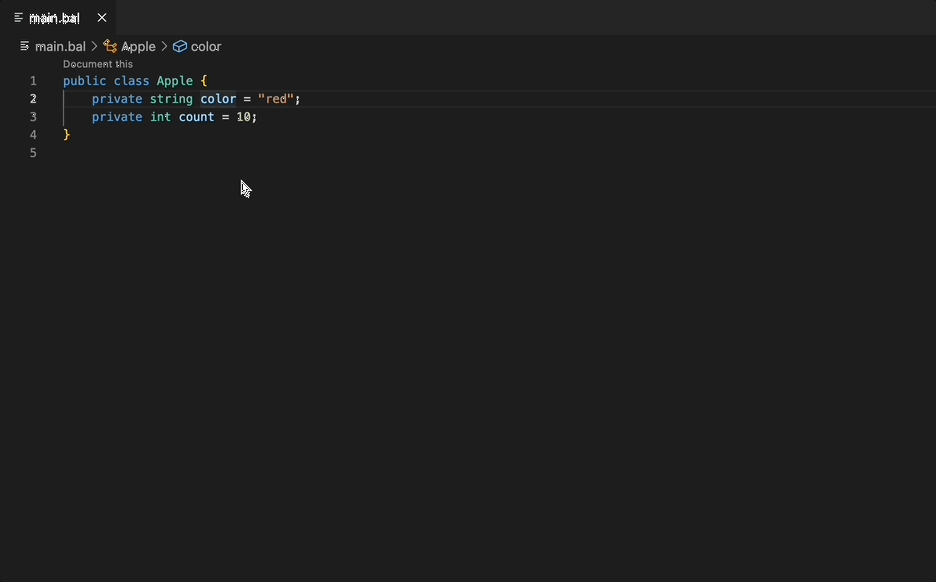 main.bal
main.bal > Apple > color
Document this
1 public class Apple {
2     private string color = "red";
3     private int count = 10;
4 }
5